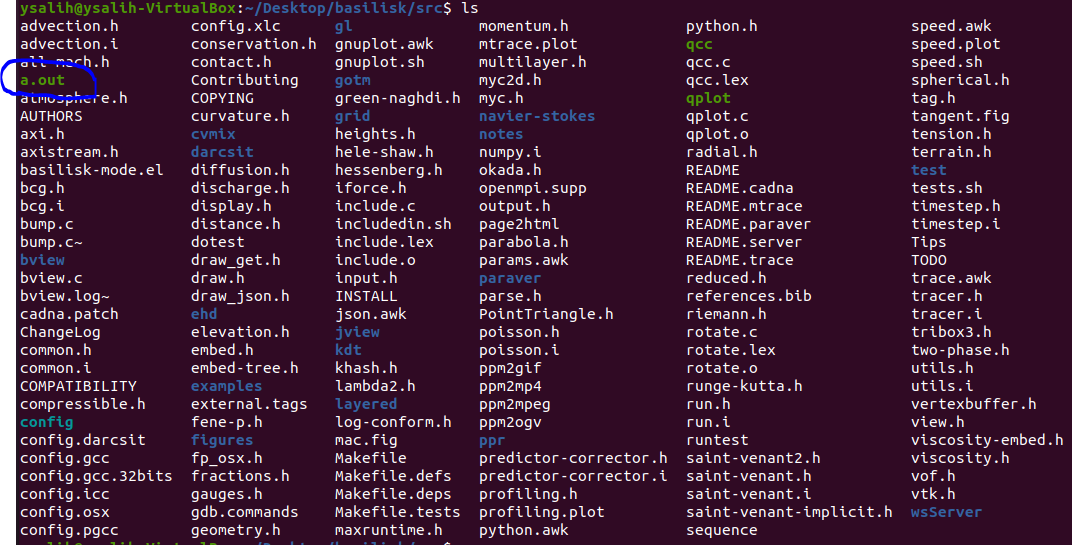 ysalih@ysalih-VirtualBox:~/Desktop/basilisk/src$ ls
advection.h config.xlc gl momentum.h python.h speed.awk
advection.i conservation.h gnuplot.awk mtrace.plot qcc speed.plot
all-mach.h contact.h gnuplot.sh multilayer.h qcc.c speed.sh
a.out Contributing gotm myc2d.h qcc.lex spherical.h
atmosphere.h COPYING green-naghdi.h myc.h qplot tag.h
AUTHORS curvature.h grid navier-stokes qplot.c tangent.fig
axi.h cvmix heights.h notes qplot.o tension.h
axistream.h darcsit hele-shaw.h numpy.i radial.h terrain.h
basilisk-mode.el diffusion.h hessenberg.h okada.h README test
bcg.h discharge.h iforce.h openmpi.supp README.cadna tests.sh
bcg.i display.h include.c output.h README.mtrace timestep.h
bump.c distance.h includedin.sh page2html README.paraver timestep.i
bump.c~ dotest include.lex parabola.h README.server Tips
bview draw_get.h include.o params.awk README.trace TODO
bview.c draw.h input.h paraver reduced.h trace.awk
bview.log~ draw_json.h INSTALL parse.h references.bib tracer.h
cadna.patch ehd json.awk PointTriangle.h riemann.h tracer.i
ChangeLog elevation.h jview poisson.h rotate.c tribox3.h
common.h embed.h kdt poisson.i rotate.lex two-phase.h
common.i embed-tree.h khash.h ppm2gif rotate.o utils.h
COMPATIBILITY examples lambda2.h ppm2mp4 runge-kutta.h utils.i
compressible.h external.tags layered ppm2mpeg run.h vertexbuffer.h
config fene-p.h log-conform.h ppm2ogv run.i view.h
config.darcsit figures mac.fig ppr runtest viscosity-embed.h
config.gcc fp_osx.h Makefile predictor-corrector.h saint-venant2.h viscosity.h
config.gcc.32bits fractions.h Makefile.defs predictor-corrector.i saint-venant.h vof.h
config.icc gauges.h Makefile.deps profiling.h saint-venant.i vtk.h
config.osx gdb.commands Makefile.tests profiling.plot saint-venant-implicit.h wsServer
config.pgcc geometry.h maxruntime.h python.awk sequence
ysalih@ysalih-VirtualBox:~/Desktop/basilisk/src$